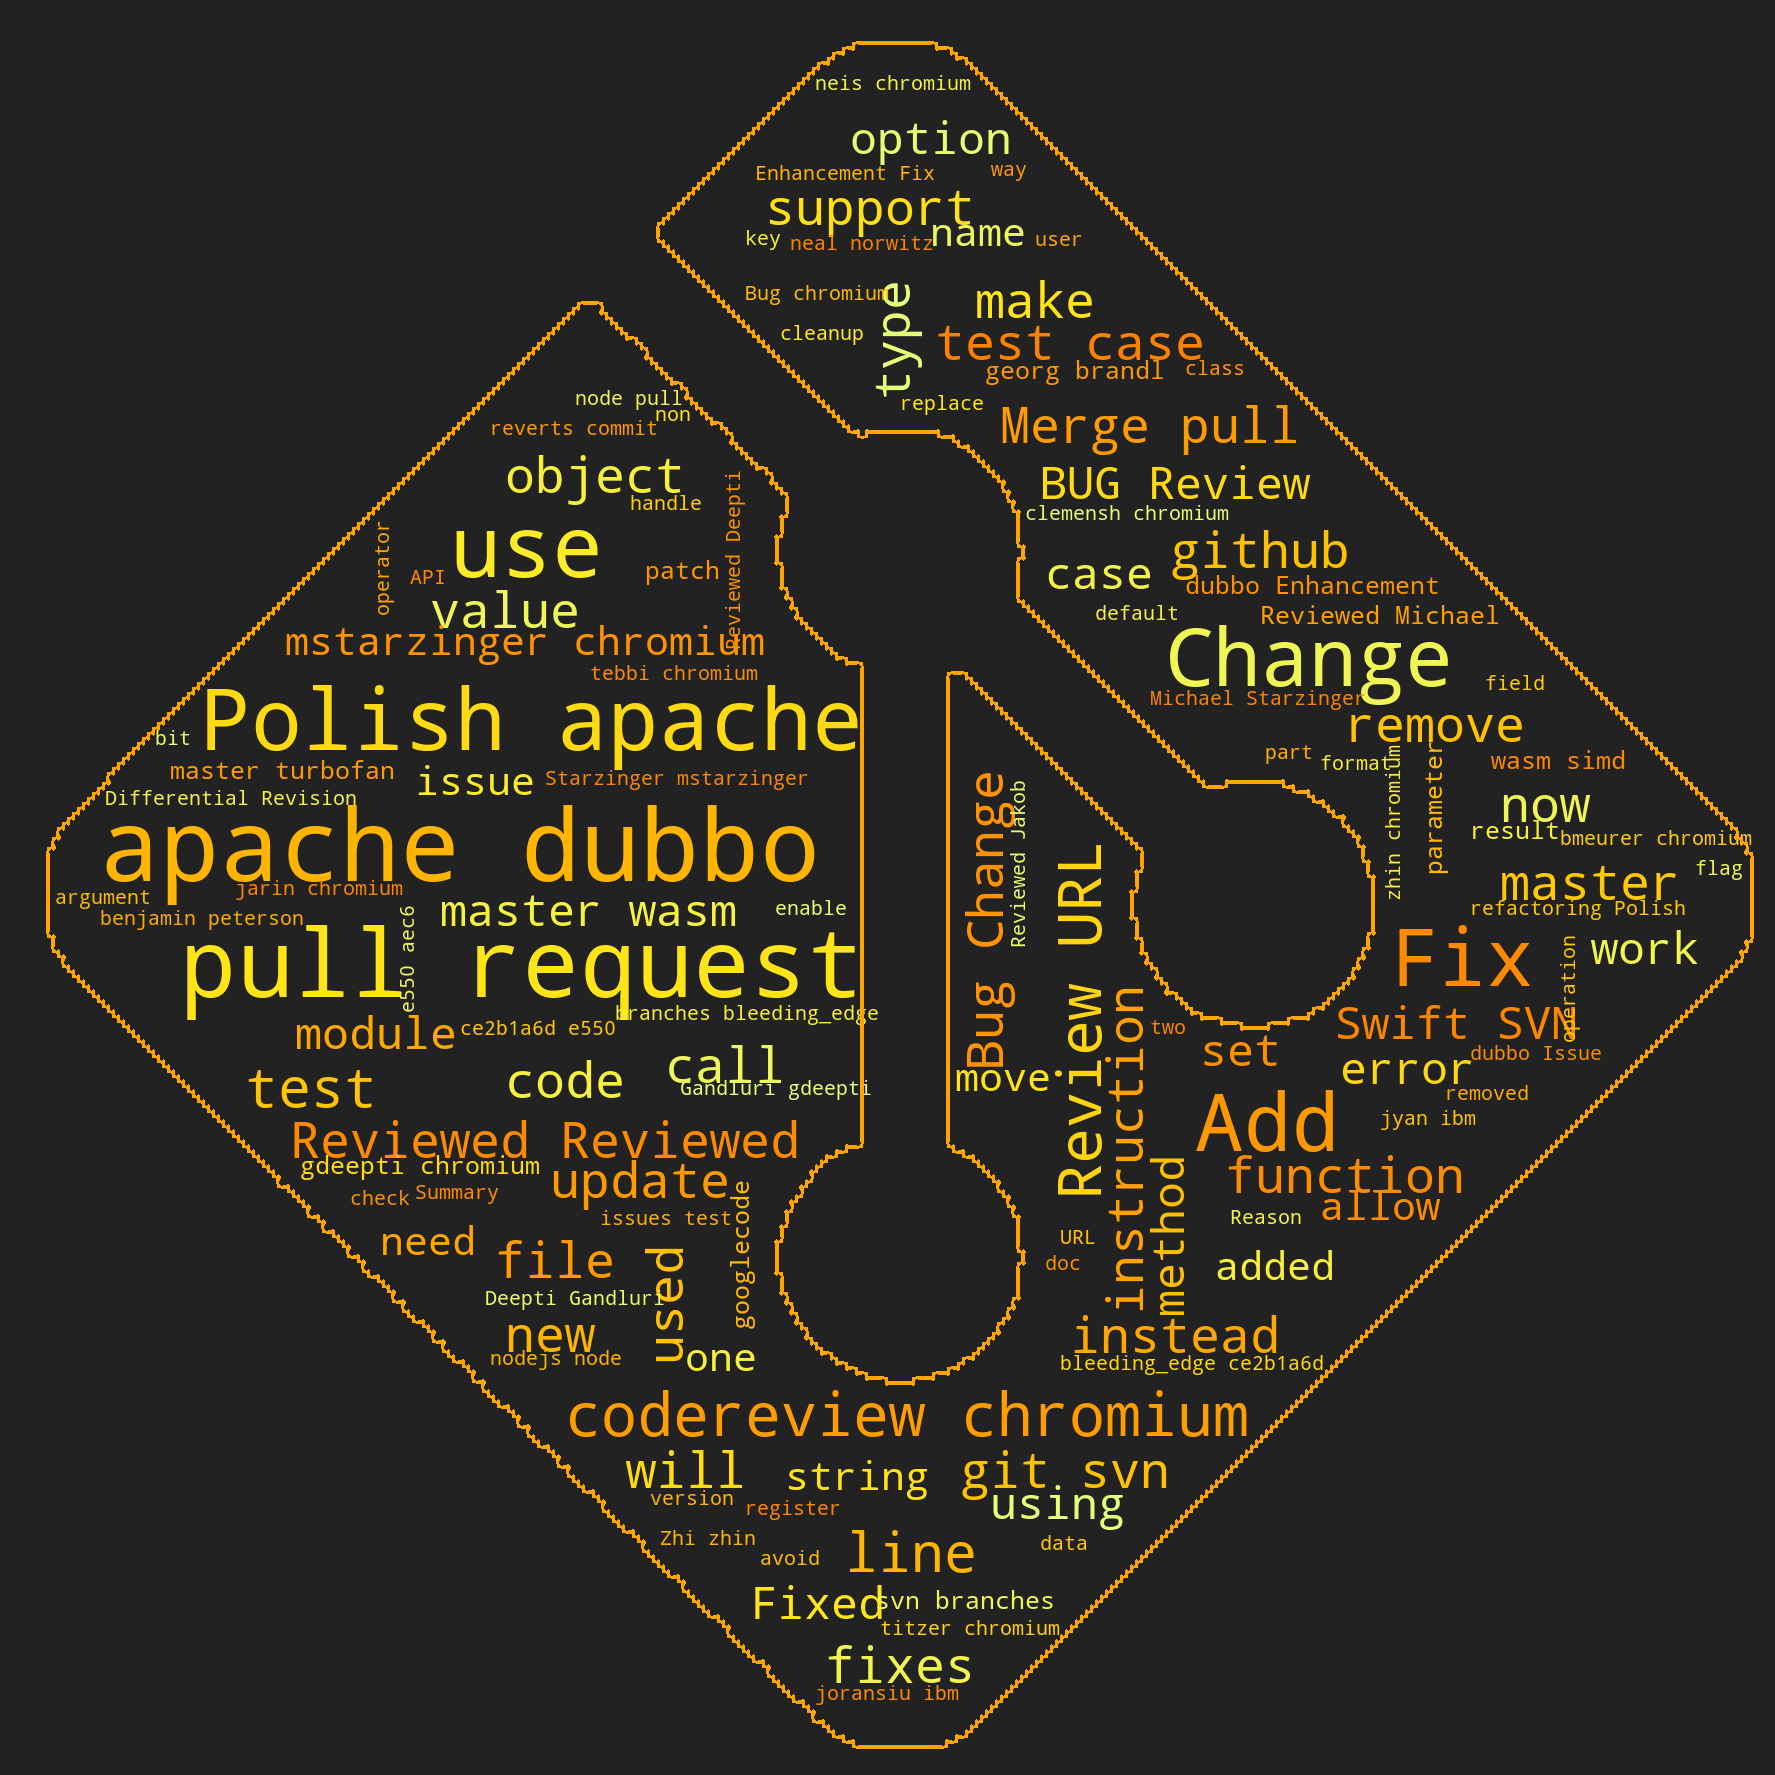 neis chromium
option
Enhancement Fix
way
support
name
key
neal norwitz
user
Bug chromium
type
make
cleanup
test case
georg brandl
class
node pull
replace
non
reverts commit
Merge pull
object
BUG Review
handle
Reviewed Deepti
clemensh chromium
operator
use
github
API
patch
case
dubbo Enhancement
value
default
Reviewed Michael
mstarzinger chromium
Change
tebbi chromium
field
Michael Starzinger
Polish apache
remove
bit
part
format
zhin chromium
parameter
wasm simd
master turbofan
issue
Starzinger mstarzinger
Differential Revision
now
result
bmeurer chromium
apache dubbo
Bug Change
Reviewed Jakob
Review URL
flag
argument
jarin chromium
master
benjamin peterson
master wasm
enable
refactoring Polish
e550 aec6
pull request
Fix
operation
work
branches bleeding_edge
module
ce2b1a6d e550
two
Swift SVN
set
dubbo Issue
test
code
call
Gandluri gdeepti
move
instruction
error
removed
Add
jyan ibm
Reviewed Reviewed
gdeepti chromium
update
method
function
check
Summary
allow
issues test
googlecode
Reason
need
file
used
URL
doc
added
Deepti Gandluri
new
nodejs node
one
instead
bleeding_edge ce2b1a6d
codereview chromium
will
string
git svn
version
register
using
Zhi zhin
avoid
line
data
Fixed
svn branches
titzer chromium
fixes
joransiu ibm